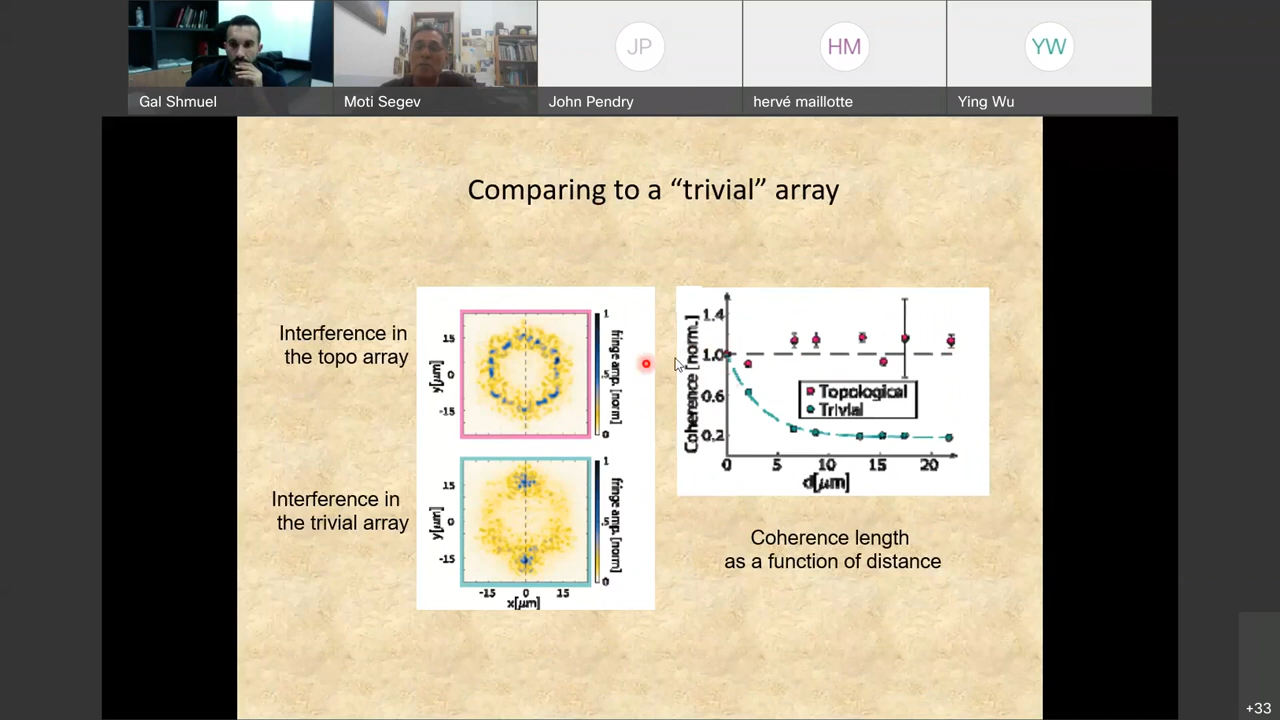 JP
HM
YW
Gal Shmuel
Moti Segev
John Pendry
hervé maillotte
Ying Wu
Comparing to a “trivial” array
Interference in
the topo array
y[μm]
15
0
-15
1
.5
0
fringe amp. [norm]
Interference in
the trivial array
y[μm]
15
0
-15
1
.5
0
fringe amp. [norm]
-15 0 15
x[μm]
Coherence [norm.]
1.4
1.0
0.6
0.2
Topological
Trivial
0 5 10 15 20
d[μm]
Coherence length
as a function of distance
+33